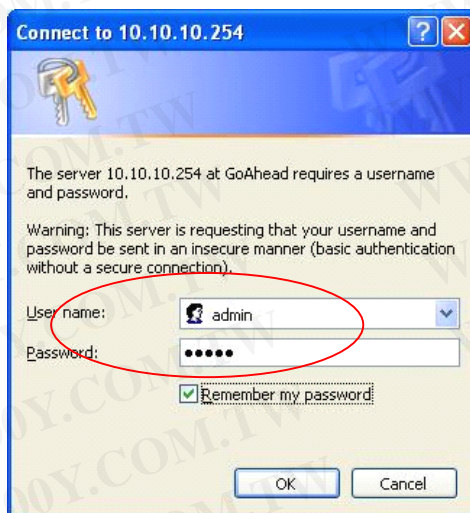 Connect to 10.10.10.254
The server 10.10.10.254 at GoAhead requires a username
and password.
Warning: This server is requesting that your username and
password be sent in an insecure manner (basic authentication
without a secure connection).
User name:
admin
Password:
•••••
Remember my password
OK
Cancel